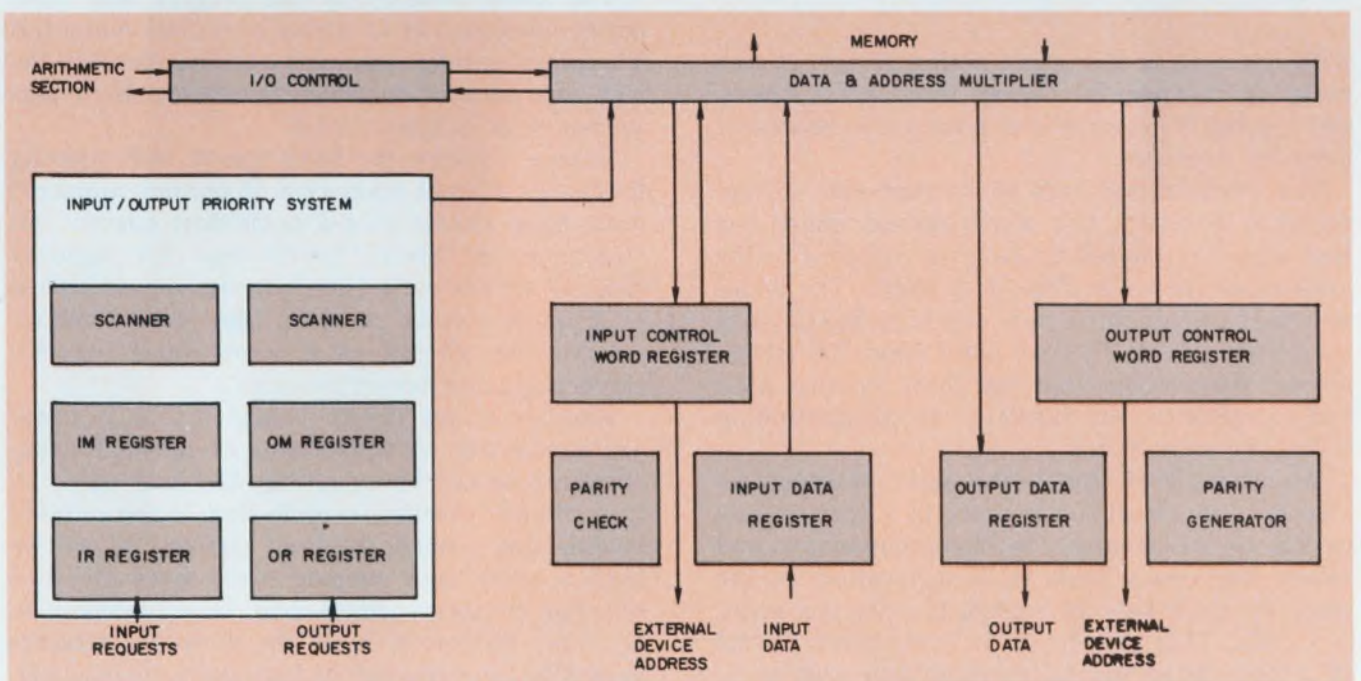 MEMORY
ARITHMETIC
SECTION
I/O CONTROL
DATA & ADDRESS MULTIPLIER
INPUT/OUTPUT PRIORITY SYSTEM
SCANNER
SCANNER
INPUT CONTROL
WORD REGISTER
OUTPUT CONTROL
WORD REGISTER
IM REGISTER
OM REGISTER
PARITY
CHECK
INPUT DATA
REGISTER
OUTPUT DATA
REGISTER
PARITY
GENERATOR
IR REGISTER
OR REGISTER
INPUT
REQUESTS
OUTPUT
REQUESTS
EXTERNAL
DEVICE
ADDRESS
INPUT
DATA
OUTPUT
DATA
EXTERNAL
DEVICE
ADDRESS